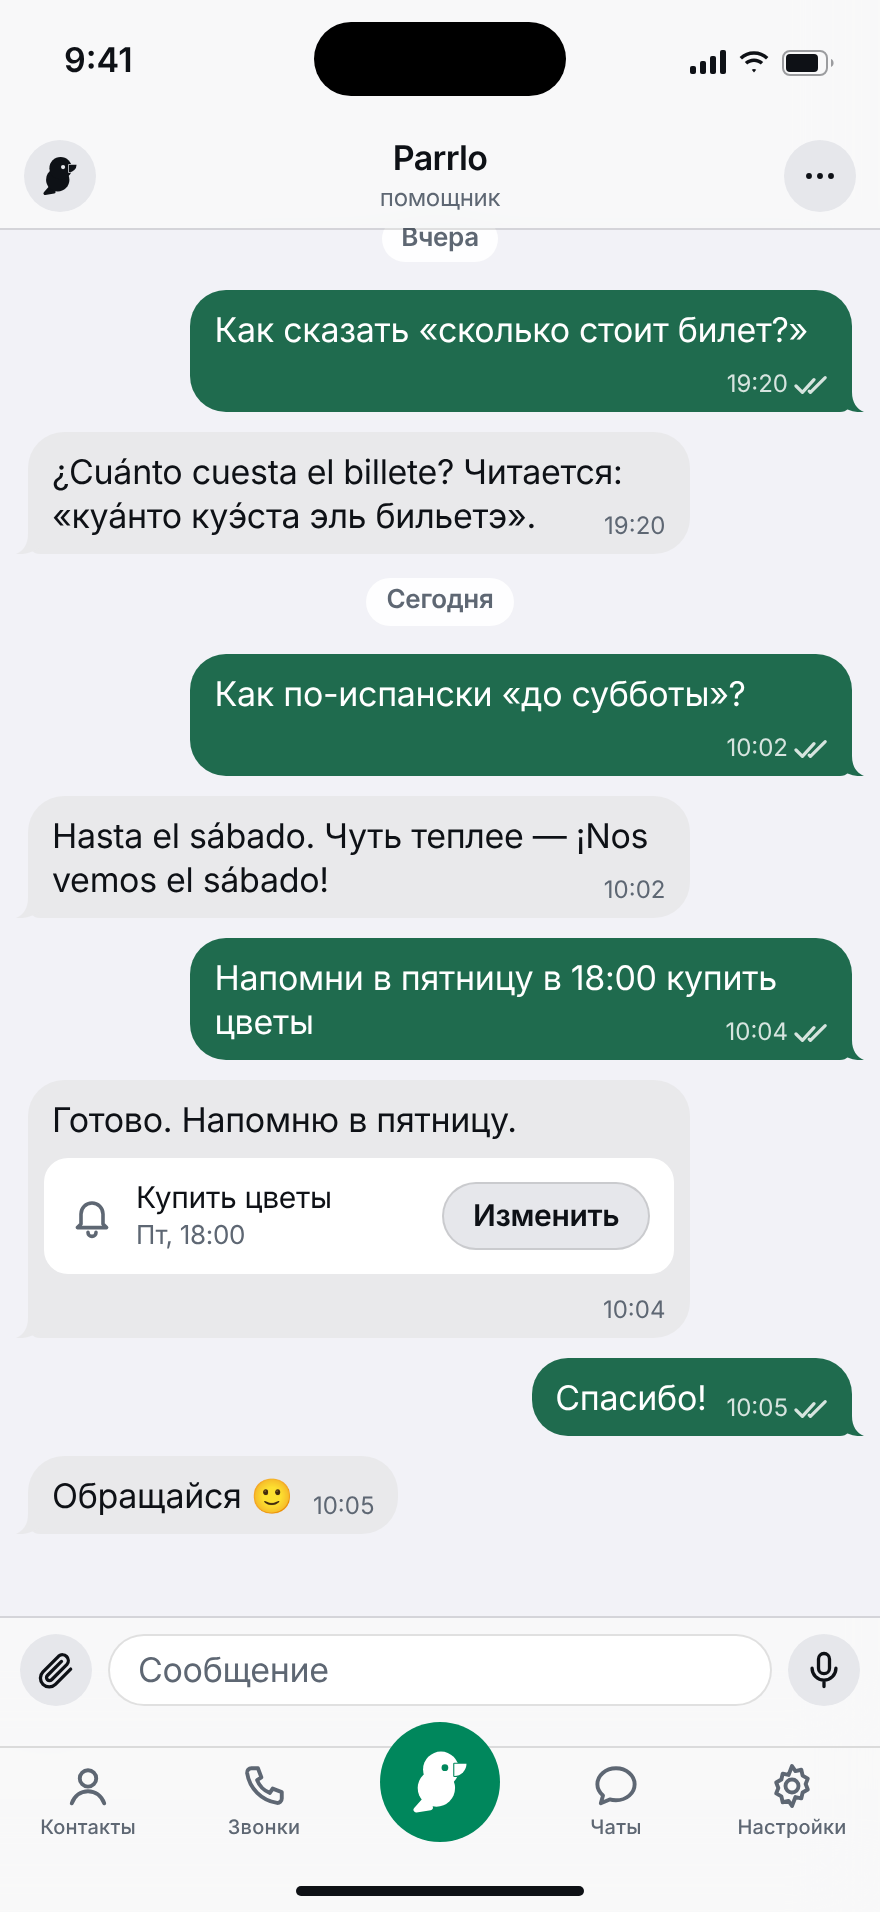 9:41
Parrlo
помощник
Вчера
Как сказать «сколько стоит билет?»
19:20
¿Cuánto cuesta el billete? Читается:
«куа́нто куэ́ста эль бильетэ».
19:20
Сегодня
Как по-испански «до субботы»?
10:02
Hasta el sábado. Чуть теплее — ¡Nos
vemos el sábado!
10:02
Напомни в пятницу в 18:00 купить
цветы
10:04
Готово. Напомню в пятницу.
Купить цветы
Пт, 18:00
Изменить
10:04
Спасибо!
10:05
Обращайся 🙂
10:05
Сообщение
Контакты
Звонки
Чаты
Настройки